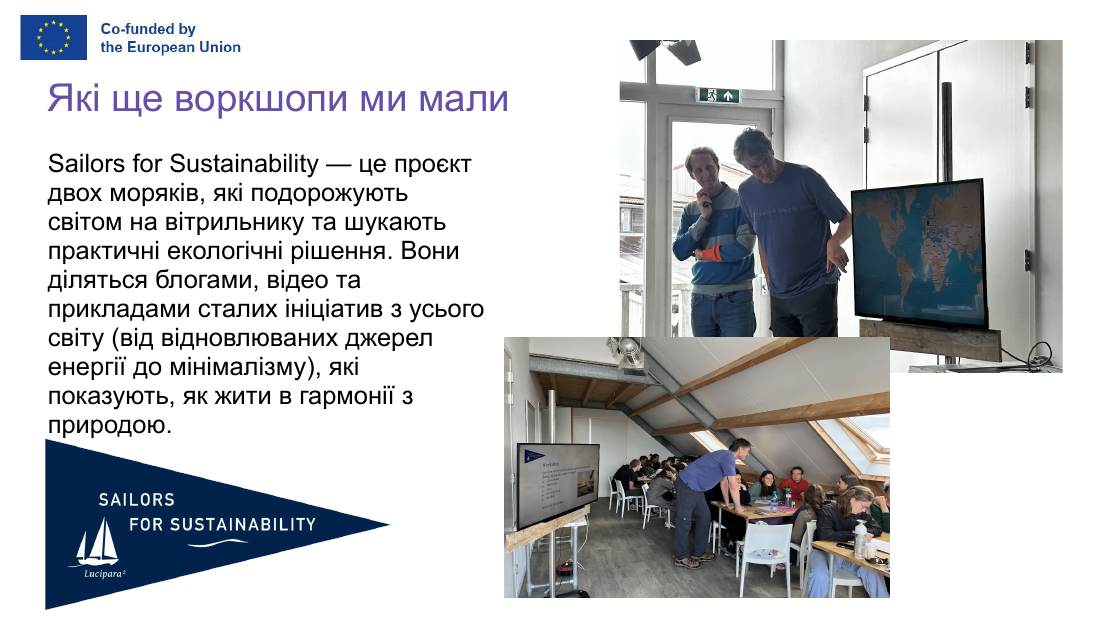 Co-funded by
the European Union
Які ще воркшопи ми мали
Sailors for Sustainability — це проєкт
двох моряків, які подорожують
світом на вітрильнику та шукають
практичні екологічні рішення. Вони
діляться блогами, відео та
прикладами сталих ініціатив з усього
світу (від відновлюваних джерел
енергії до мінімалізму), які
показують, як жити в гармонії з
природою.
SAILORS
FOR SUSTAINABILITY
Lucipara²